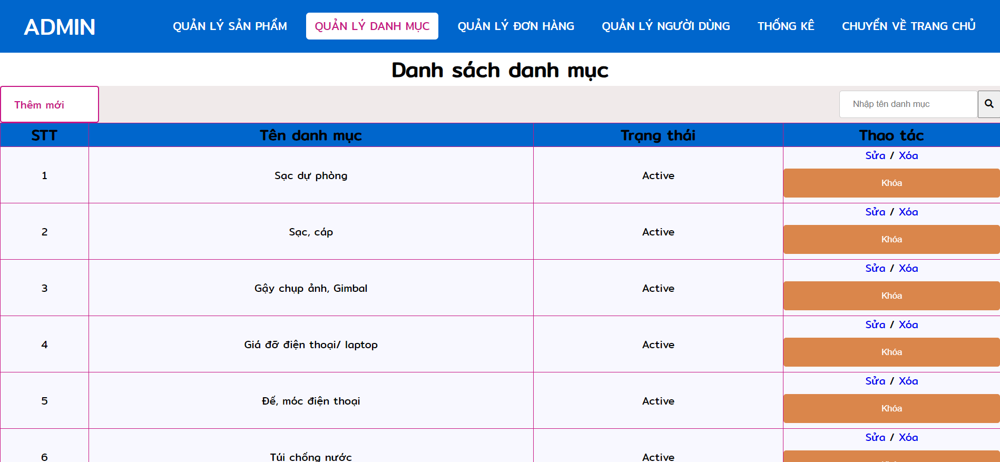 ADMIN QUẢN LÝ SẢN PHẨM QUẢN LÝ DANH MỤC QUẢN LÝ ĐƠN HÀNG QUẢN LÝ NGƯỜI DÙNG THỐNG KÊ CHUYỂN VỀ TRANG CHỦ
Danh sách danh mục
Thêm mới Nhập tên danh mục
STT Tên danh mục Trạng thái Thao tác
1 Sạc dự phòng Active Sửa / Xóa
Khóa
2 Sạc, cáp Active Sửa / Xóa
Khóa
3 Gậy chụp ảnh, Gimbal Active Sửa / Xóa
Khóa
4 Giá đỡ điện thoại/ laptop Active Sửa / Xóa
Khóa
5 Đế, móc điện thoại Active Sửa / Xóa
Khóa
6 Túi chống nước Active Sửa / Xóa